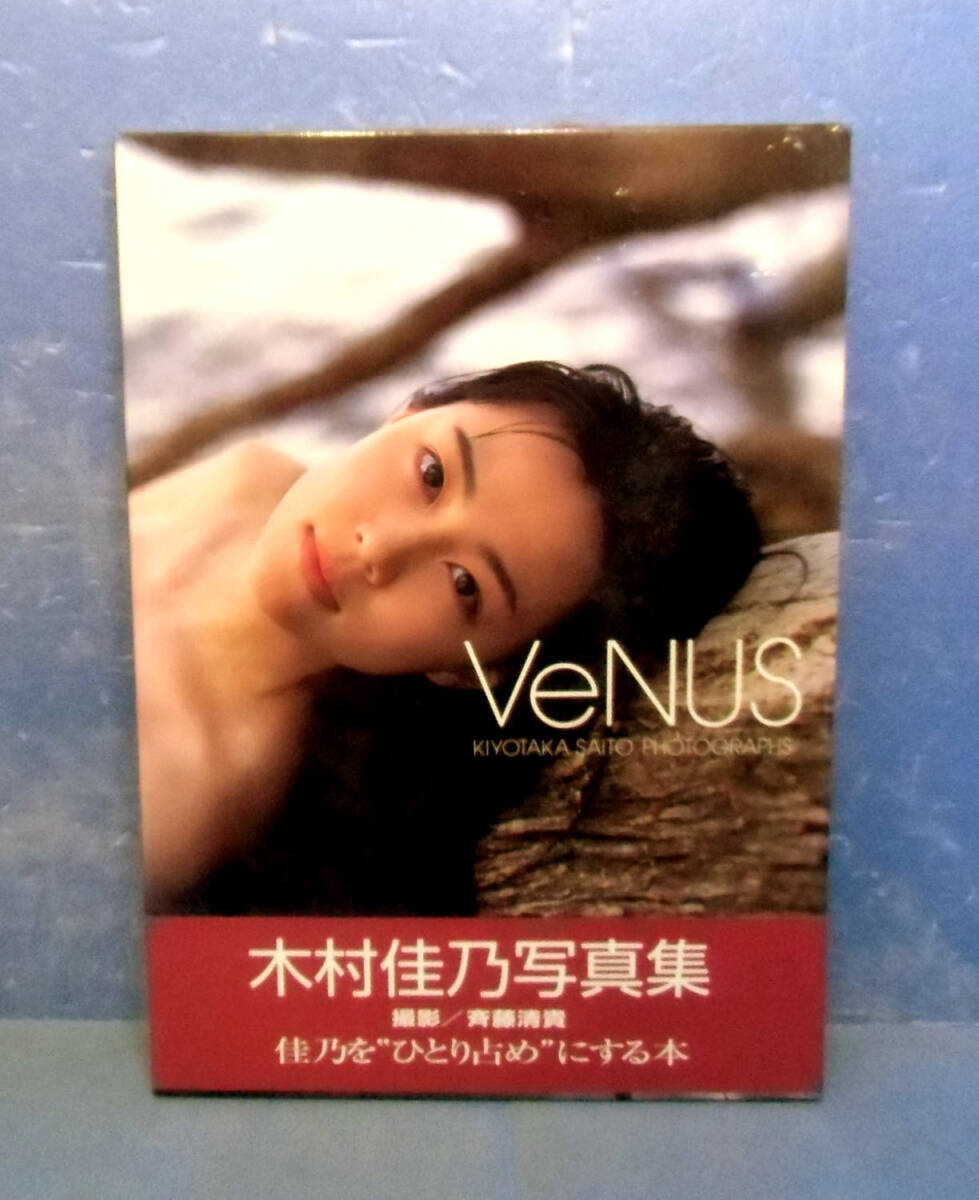 VeNUS
KIYOTAKA SAITO PHOTOGRAPHS
木村佳乃写真集
撮影／斉藤清貴
佳乃を"ひとり占め"にする本